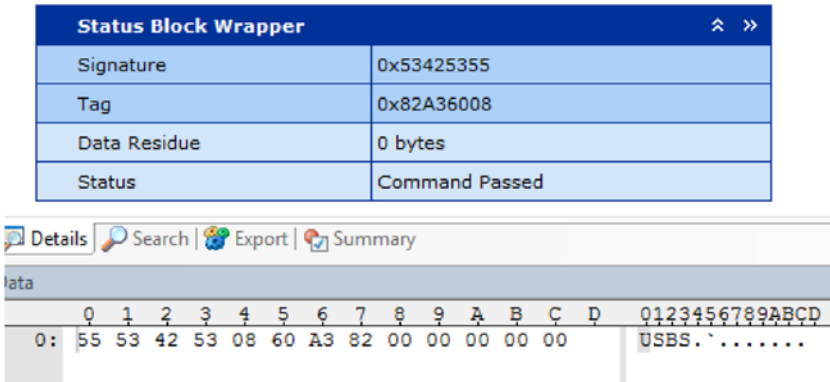 Status Block Wrapper
Signature 0x53425355
Tag 0x82A36008
Data Residue 0 bytes
Status Command Passed
Details Search Export Summary
0 1 2 3 4 5 6 7 8 9 A B C D 0123456789ABCD
0: 55 53 42 53 08 60 A3 82 00 00 00 00 00 USBS.`.......